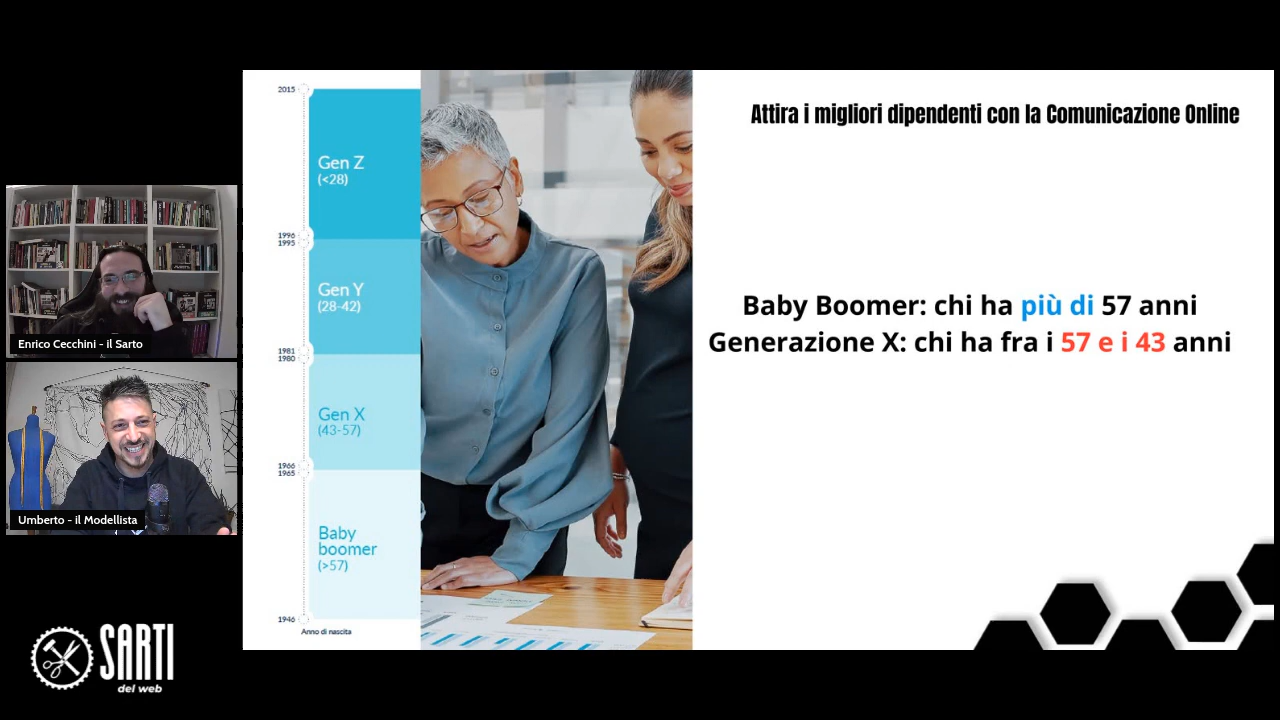 Attira i migliori dipendenti con la Comunicazione Online
2015
Gen Z
(<28)
1996
1995
Gen Y
(28-42)
1981
1980
Gen X
(43-57)
1966
1965
Baby
boomer
(>57)
1946
Anno di nascita
Baby Boomer: chi ha più di 57 anni
Generazione X: chi ha fra i 57 e i 43 anni
Enrico Cecchini - il Sarto
Umberto - il Modellista
SARTI
del web